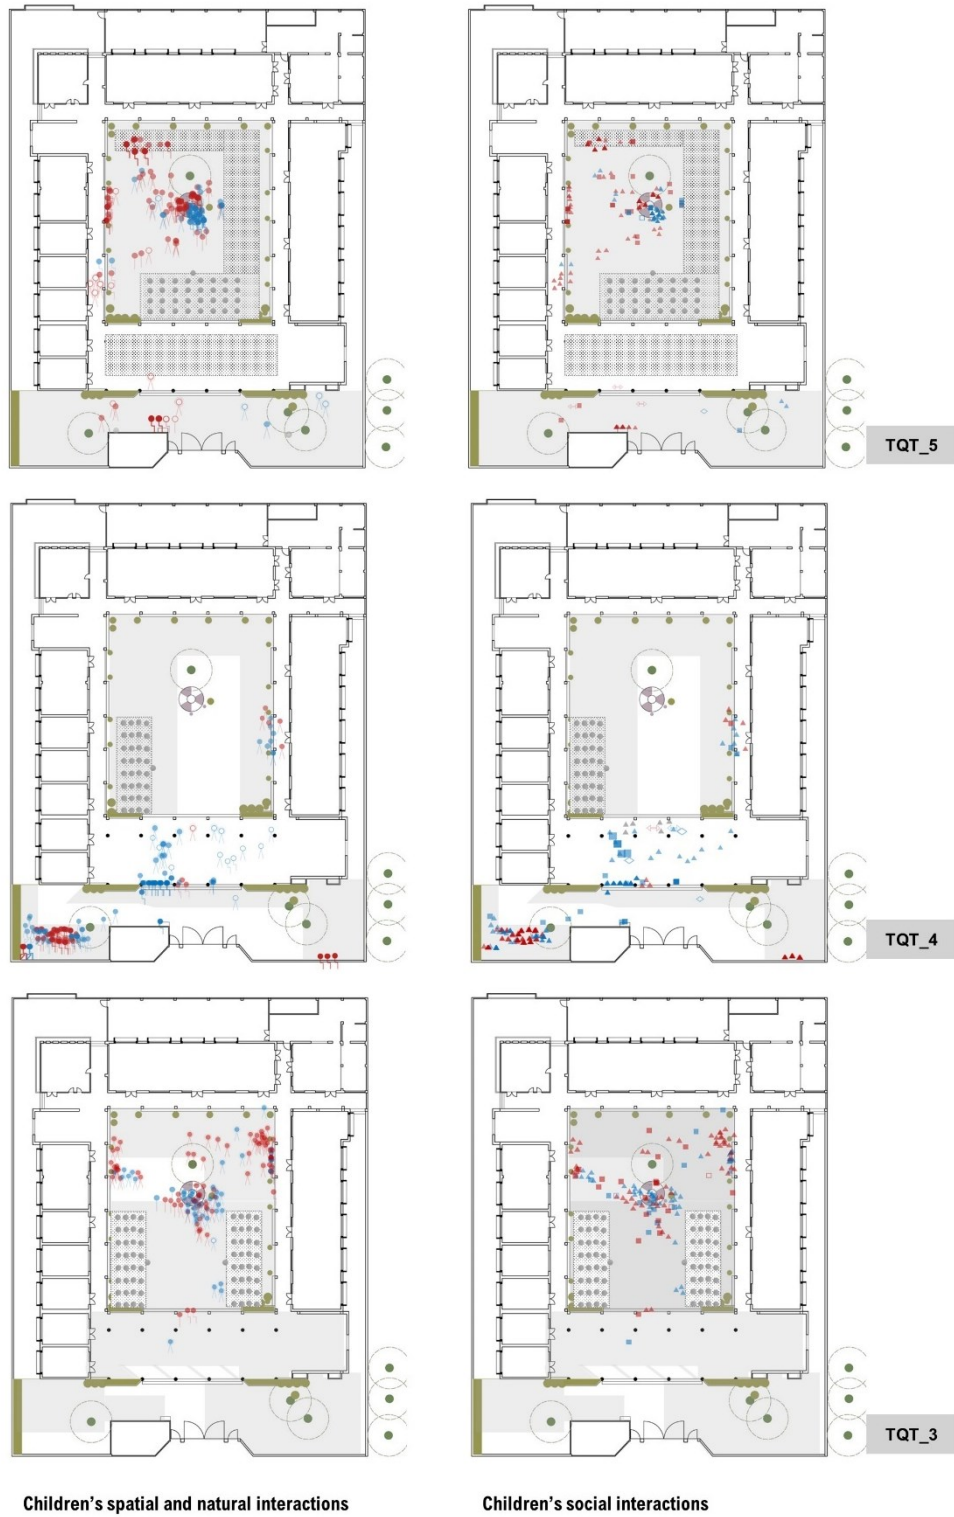 TQT_5
TQT_4
TQT_3
Children's spatial and natural interactions
Children's social interactions